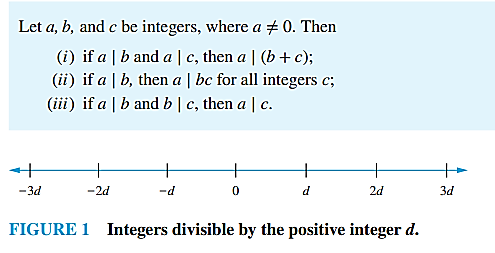 Let a, b, and c be integers, where a ≠ 0. Then
(i) if a | b and a | c, then a | (b + c);
(ii) if a | b, then a | bc for all integers c;
(iii) if a | b and b | c, then a | c.
−3d −2d −d 0 d 2d 3d
FIGURE 1 Integers divisible by the positive integer d.